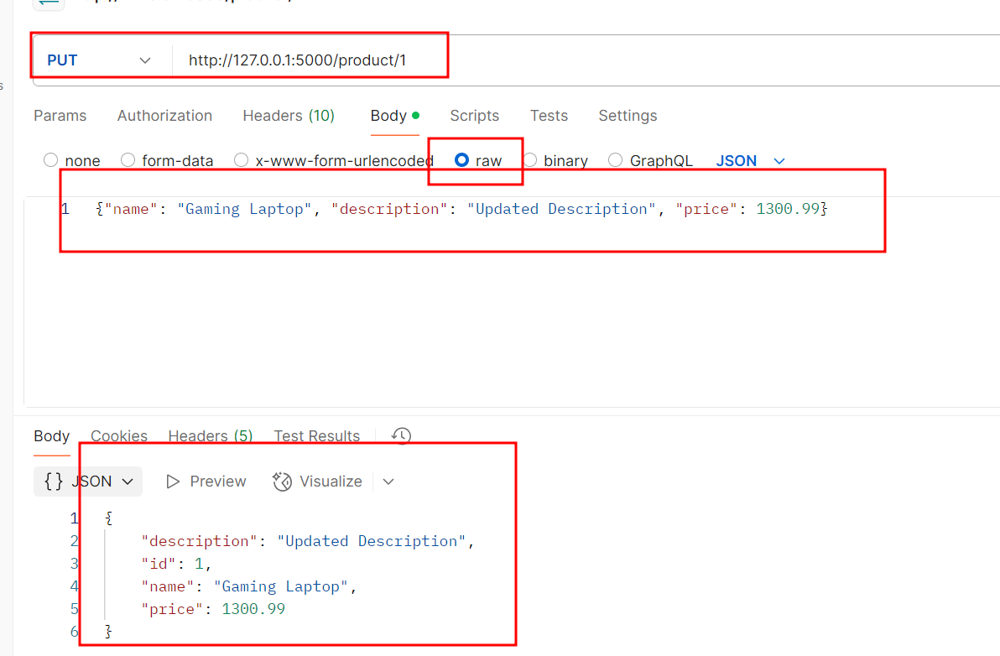 PUT http://127.0.0.1:5000/product/1
Params Authorization Headers (10) Body Scripts Tests Settings
none form-data x-www-form-urlencoded raw binary GraphQL JSON
1 {"name": "Gaming Laptop", "description": "Updated Description", "price": 1300.99}
Body Cookies Headers (5) Test Results
{} JSON Preview Visualize
1 {
2 "description": "Updated Description",
3 "id": 1,
4 "name": "Gaming Laptop",
5 "price": 1300.99
6 }